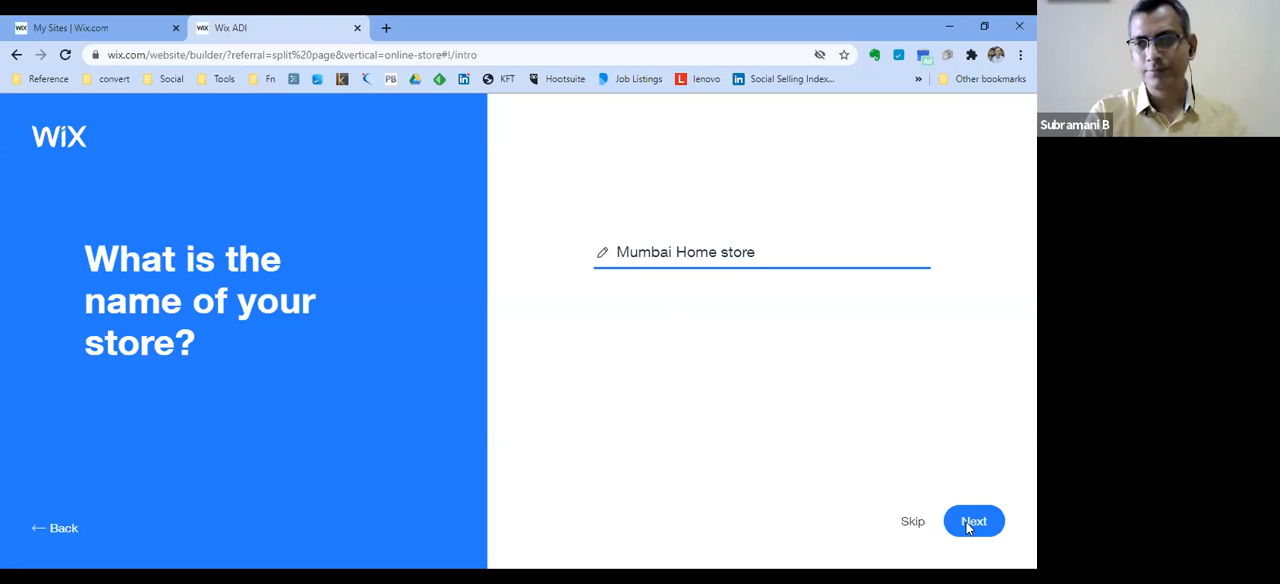 My Sites | Wix.com
Wix ADI
wix.com/website/builder/?referral=split%20page&vertical=online-store#!/intro
Reference
convert
Social
Tools
Fn
PB
KFT
Hootsuite
Job Listings
L
lenovo
Social Selling Index...
»
Other bookmarks
WiX
What is the
name of your
store?
Mumbai Home store
← Back
Skip
Next
Subramani B